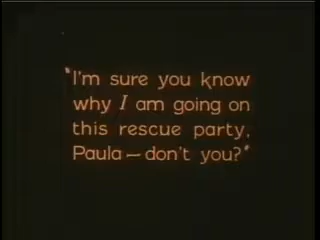 "I'm sure you know
why I am going on
this rescue party,
Paula — don't you?"